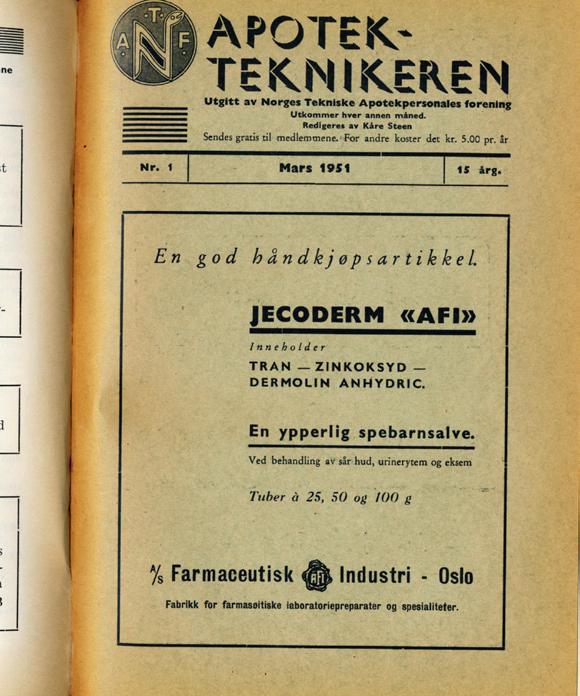 ne
t
-
d
s
-
a
3
N
A T F
APOTEK-
TEKNIKEREN
Utgitt av Norges Tekniske Apotekpersonales forening
Utkommer hver annen måned.
Redigeres av Kåre Steen
Sendes gratis til medlemmene. For andre koster det kr. 5.00 pr. år
Nr. 1 Mars 1951 15 årg.
En god håndkjøpsartikkel.
JECODERM «AFI»
Inneholder
TRAN — ZINKOKSYD —
DERMOLIN ANHYDRIC.
En ypperlig spebarnsalve.
Ved behandling av sår hud, urinerytem og eksem
Tuber à 25, 50 og 100 g
A/S Farmaceutisk AFI Industri - Oslo
Fabrikk for farmasøitiske laboratoriepreparater og spesialiteter.